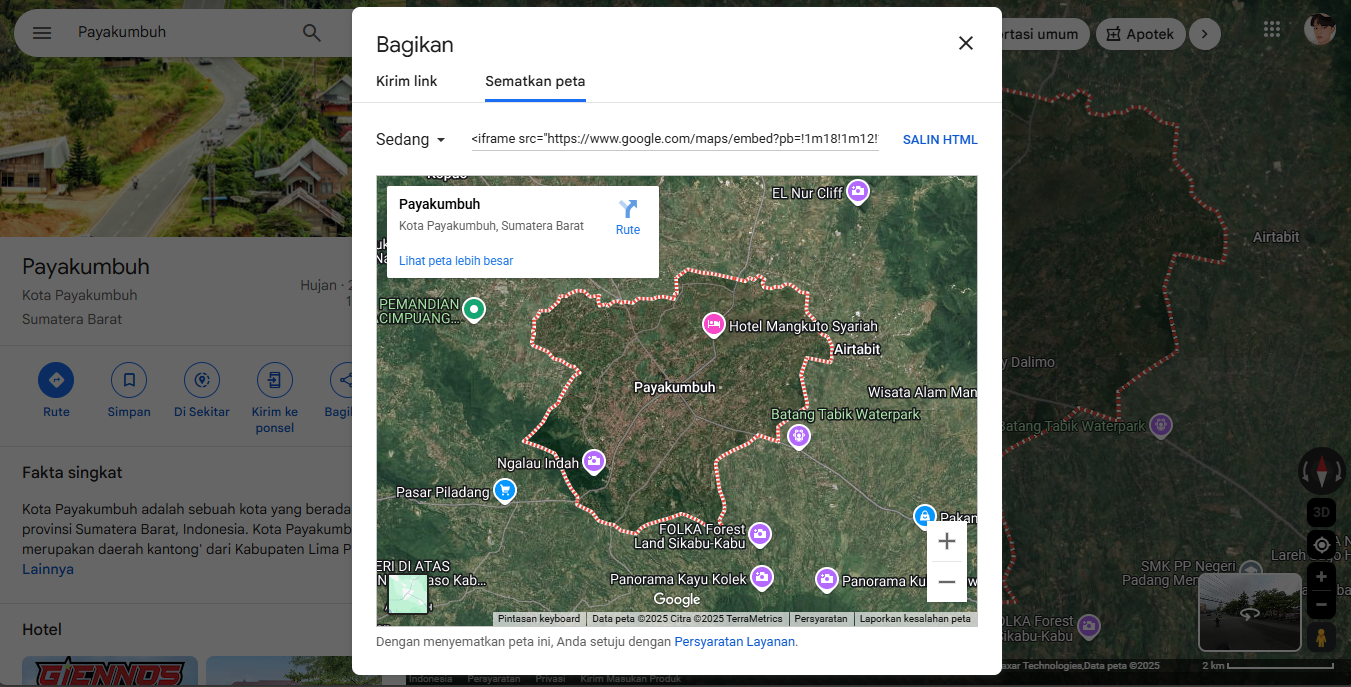 Payakumbuh
Bagikan
Kirim link
Sematkan peta
Sedang
<iframe src="https://www.google.com/maps/embed?pb=!1m18!1m12!
SALIN HTML
Payakumbuh
Kota Payakumbuh, Sumatera Barat
Rute
Lihat peta lebih besar
EL Nur Cliff
PEMANDIAN
CIMPUANG...
Hotel Mangkuto Syariah
Airtabit
Payakumbuh
Wisata Alam Man
Batang Tabik Waterpark
Ngalau Indah
Pasar Piladang
Pakan
FOLKA Forest
Land Sikabu-Kabu
ERI DI ATAS
aso Kab...
Panorama Kayu Kolek
Panorama Ku
Google
Pintasan keyboard
Data peta ©2025 Citra ©2025 TerraMetrics
Persyaratan
Laporkan kesalahan peta
Dengan menyematkan peta ini, Anda setuju dengan Persyaratan Layanan.
Payakumbuh
Kota Payakumbuh
Sumatera Barat
Hujan · 2
1
Rute
Simpan
Di Sekitar
Kirim ke
ponsel
Bagi
Fakta singkat
Kota Payakumbuh adalah sebuah kota yang berada
provinsi Sumatera Barat, Indonesia. Kota Payakumb
merupakan daerah kantong' dari Kabupaten Lima P
Lainnya
Hotel
GIENNOS
rtasi umum
Apotek
Airtabit
y Dalimo
Batang Tabik Waterpark
3D
SMK PP Negeri
Padang Men
Lareh
OLKA Forest
Sikabu-Kabu
Indonesia
Persyaratan
Privasi
Kirim Masukan Produk
axar Technologies,Data peta ©2025
2 km